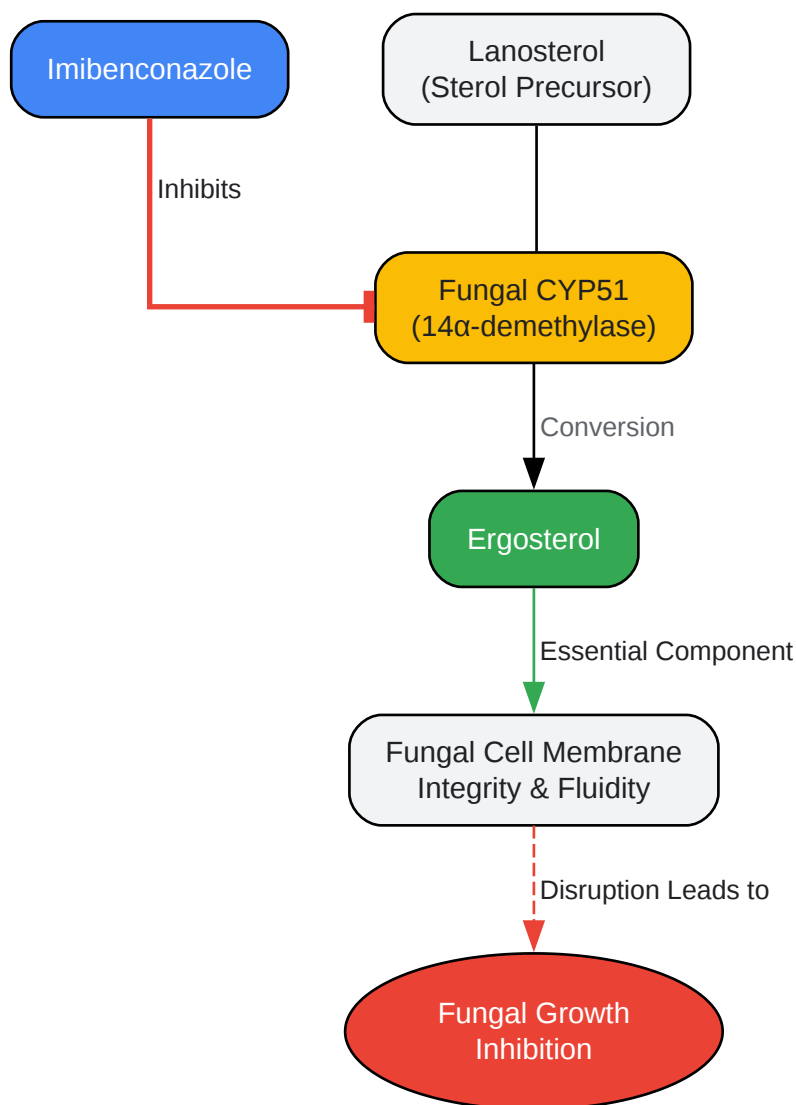 Imibenconazole
Lanosterol
(Sterol Precursor)
Inhibits
Fungal CYP51
(14α-demethylase)
Conversion
Ergosterol
Essential Component
Fungal Cell Membrane
Integrity & Fluidity
Disruption Leads to
Fungal Growth
Inhibition